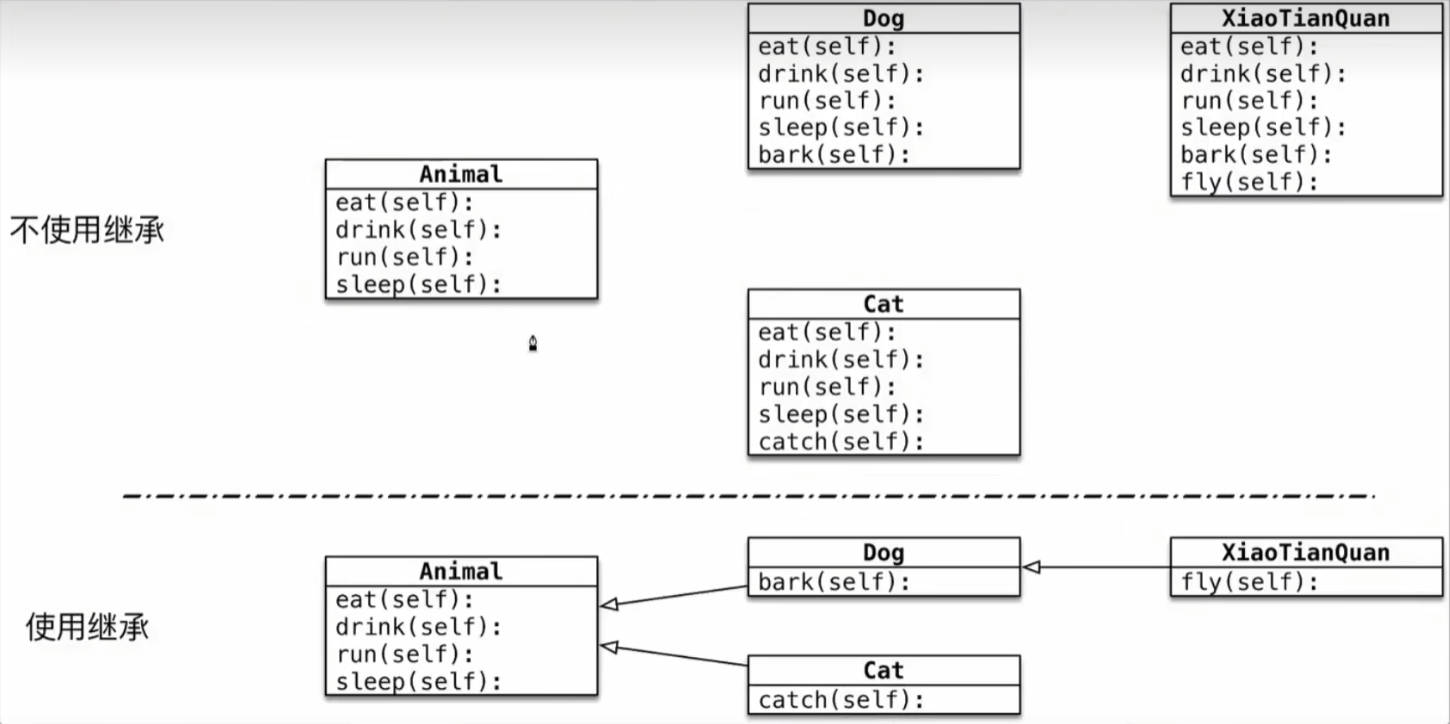 Dog
eat(self):
drink(self):
run(self):
sleep(self):
bark(self):
XiaoTianQuan
eat(self):
drink(self):
run(self):
sleep(self):
bark(self):
fly(self):
不使用继承
Animal
eat(self):
drink(self):
run(self):
sleep(self):
Cat
eat(self):
drink(self):
run(self):
sleep(self):
catch(self):
使用继承
Animal
eat(self):
drink(self):
run(self):
sleep(self):
Dog
bark(self):
XiaoTianQuan
fly(self):
Cat
catch(self):